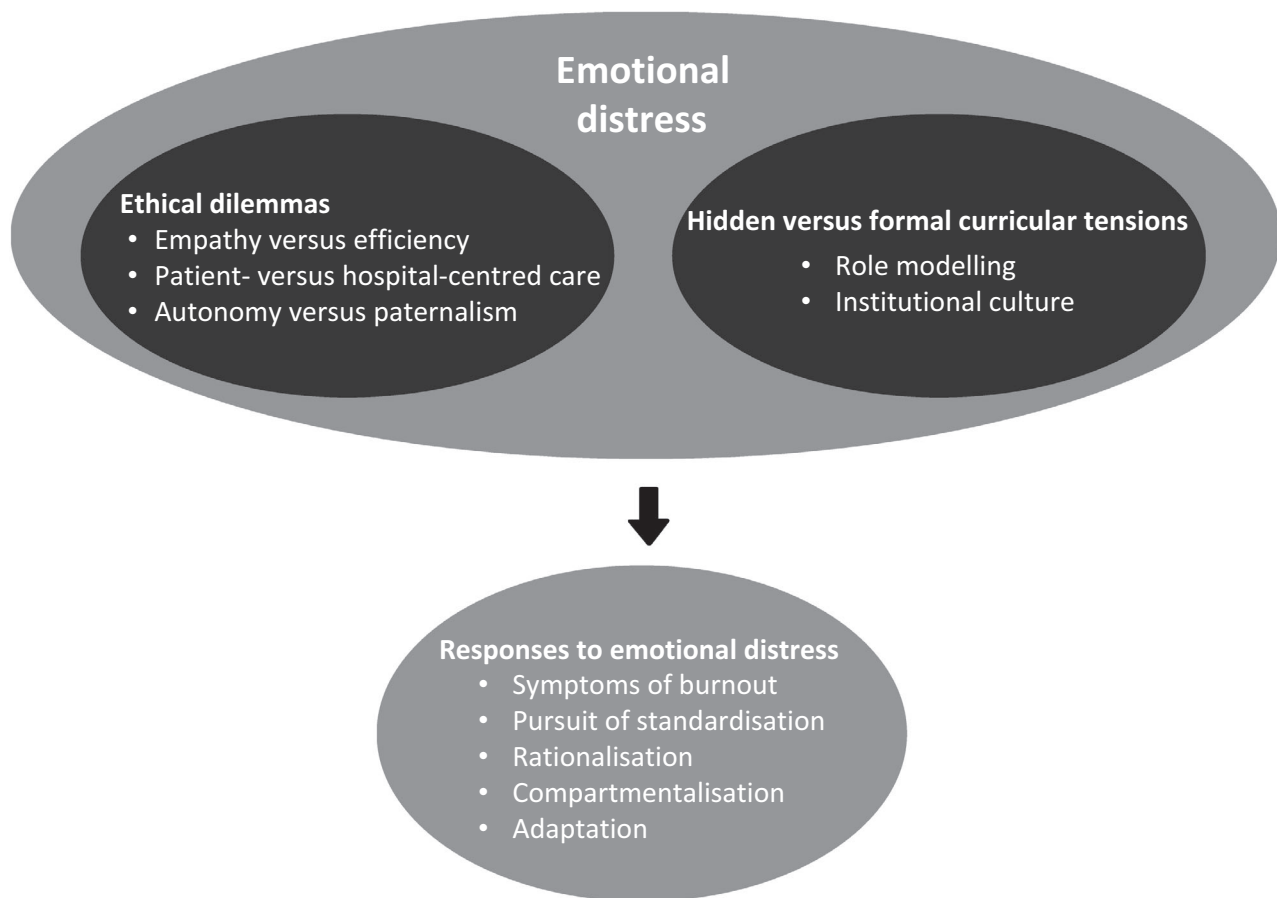 Emotional
distress
Ethical dilemmas
• Empathy versus efficiency
• Patient- versus hospital-centred care
• Autonomy versus paternalism
Hidden versus formal curricular tensions
• Role modelling
• Institutional culture
Responses to emotional distress
• Symptoms of burnout
• Pursuit of standardisation
• Rationalisation
• Compartmentalisation
• Adaptation